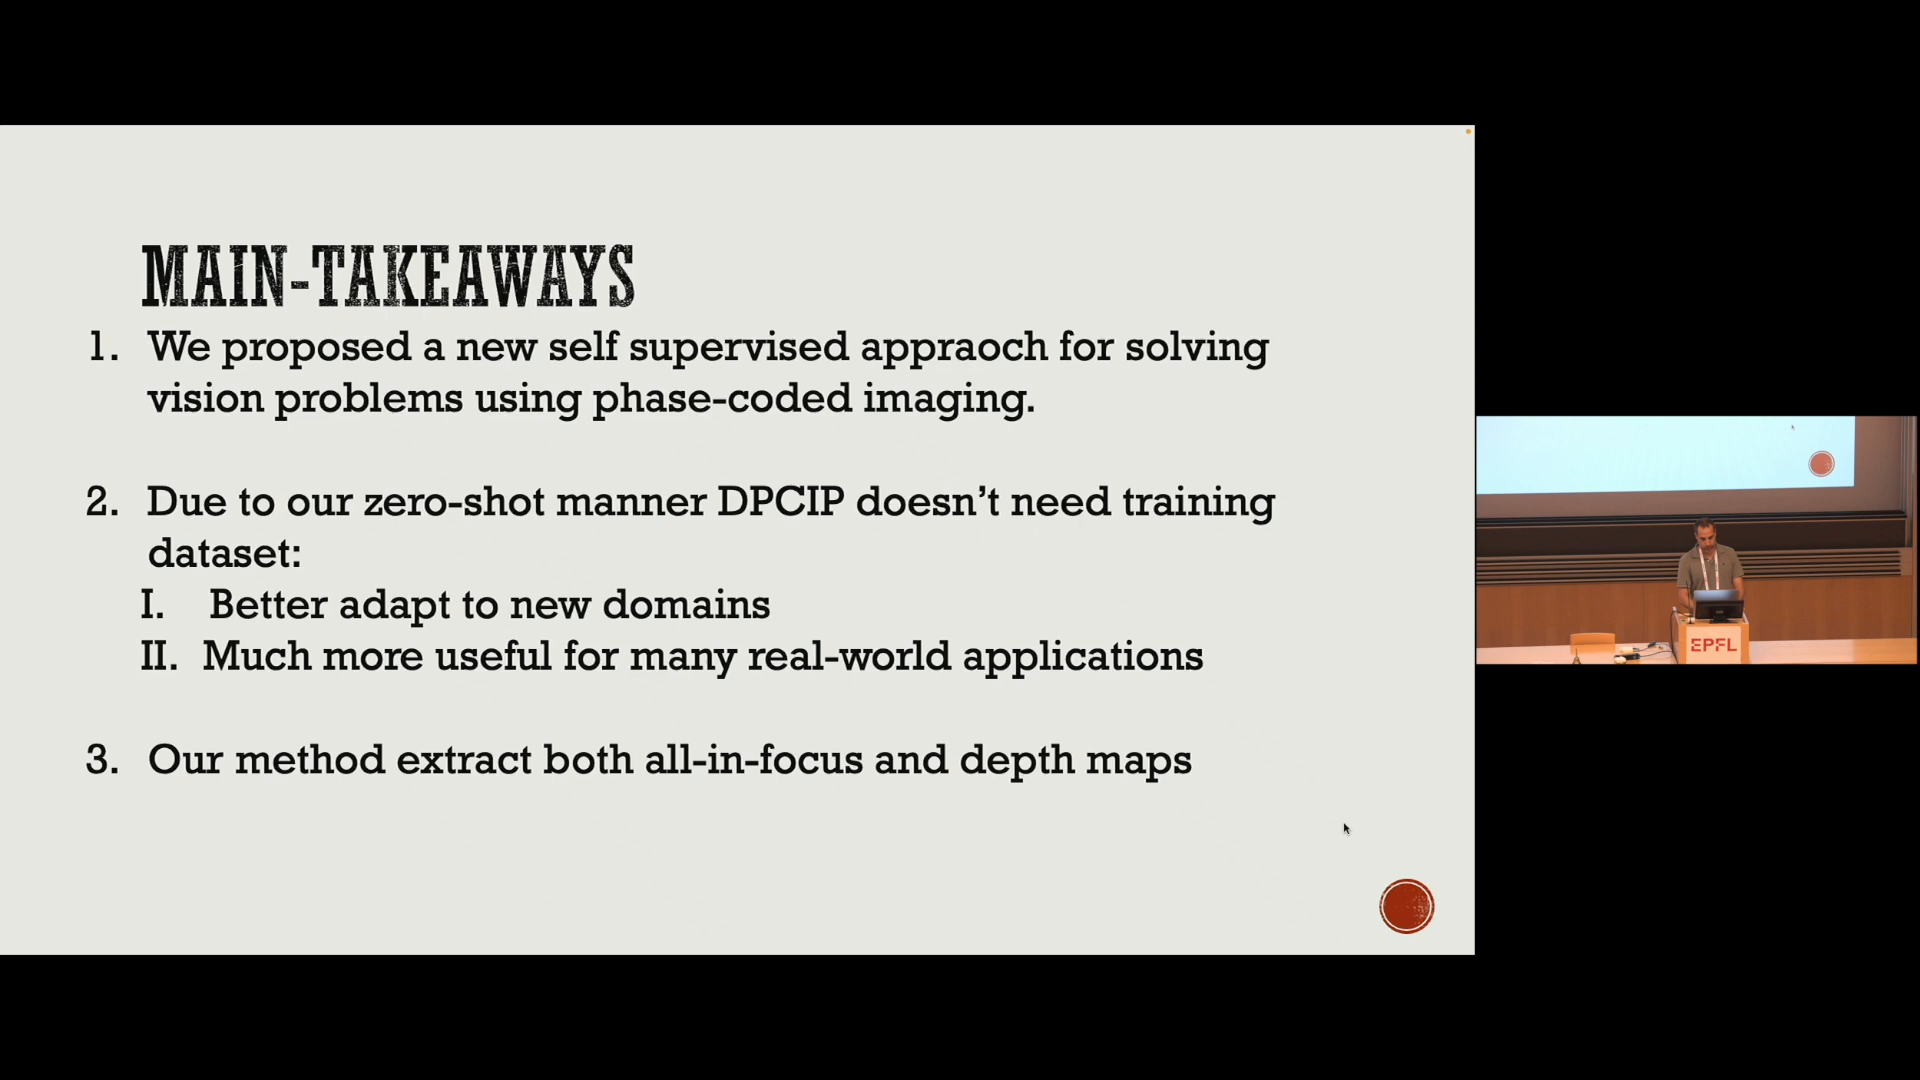 MAIN-TAKEAWAYS
1. We proposed a new self supervised appraoch for solving
vision problems using phase-coded imaging.
2. Due to our zero-shot manner DPCIP doesn't need training
dataset:
I. Better adapt to new domains
II. Much more useful for many real-world applications
3. Our method extract both all-in-focus and depth maps
EPFL